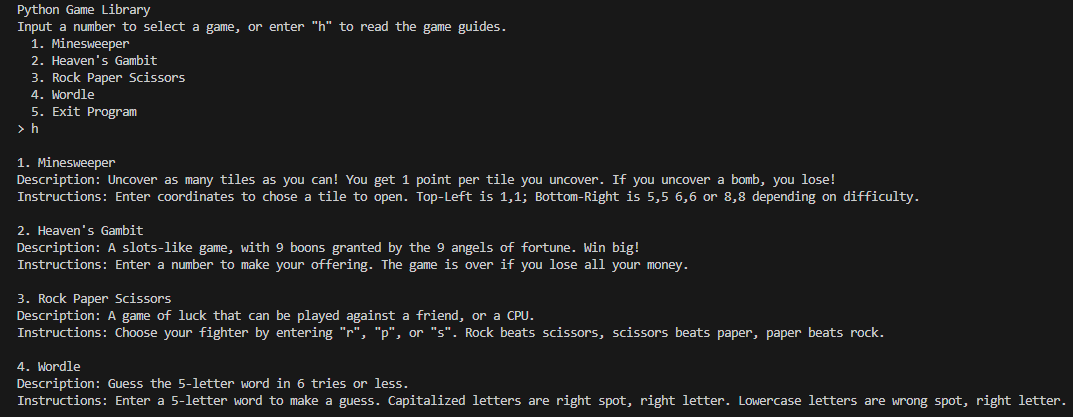 Python Game Library
Input a number to select a game, or enter "h" to read the game guides.
1. Minesweeper
2. Heaven's Gambit
3. Rock Paper Scissors
4. Wordle
5. Exit Program
> h
1. Minesweeper
Description: Uncover as many tiles as you can! You get 1 point per tile you uncover. If you uncover a bomb, you lose!
Instructions: Enter coordinates to chose a tile to open. Top-Left is 1,1; Bottom-Right is 5,5 6,6 or 8,8 depending on difficulty.
2. Heaven's Gambit
Description: A slots-like game, with 9 boons granted by the 9 angels of fortune. Win big!
Instructions: Enter a number to make your offering. The game is over if you lose all your money.
3. Rock Paper Scissors
Description: A game of luck that can be played against a friend, or a CPU.
Instructions: Choose your fighter by entering "r", "p", or "s". Rock beats scissors, scissors beats paper, paper beats rock.
4. Wordle
Description: Guess the 5-letter word in 6 tries or less.
Instructions: Enter a 5-letter word to make a guess. Capitalized letters are right spot, right letter. Lowercase letters are wrong spot, right letter.